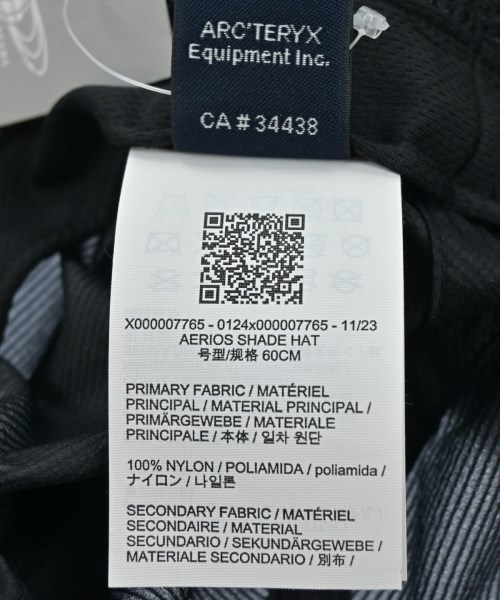 ARC'TERYX
Equipment Inc.
CA # 34438
X000007765 - 0124x000007765 - 11/23
AERIOS SHADE HAT
号型/规格 60CM
PRIMARY FABRIC / MATÉRIEL
PRINCIPAL / MATERIAL PRINCIPAL /
PRIMÄRGEWEBE / MATERIALE
PRINCIPALE / 本体 / 일차 원단
100% NYLON / POLIAMIDA / poliamida /
ナイロン / 나일론
SECONDARY FABRIC / MATÉRIEL
SECONDAIRE / MATERIAL
SECUNDARIO / SEKUNDÄRGEWEBE /
MATERIALE SECONDARIO / 別布 /